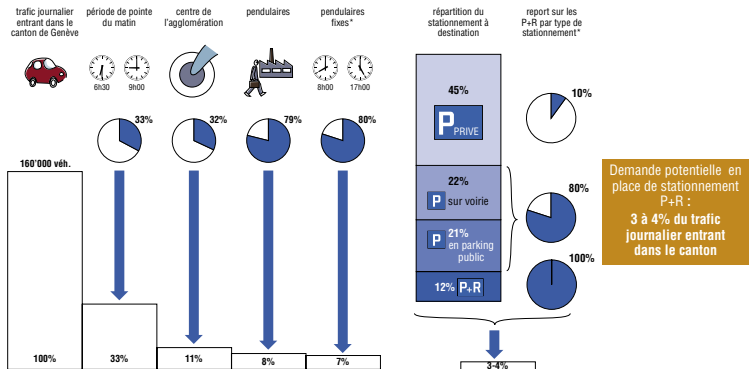 trafic journalier
entrant dans le
canton de Genève
période de pointe
du matin
centre de
l'agglomération
pendulaires
pendulaires
fixes*
répartition du
stationnement à
destination
report sur les
P+R par type de
stationnement*
6h30
9h00
8h00
17h00
33%
32%
79%
80%
160'000 véh.
100%
33%
11%
8%
7%
45%
P PRIVE
22%
P sur voirie
21%
P en parking
public
12% P+R
10%
80%
100%
3-4%
Demande potentielle en
place de stationnement
P+R :
3 à 4% du trafic
journalier entrant
dans le canton